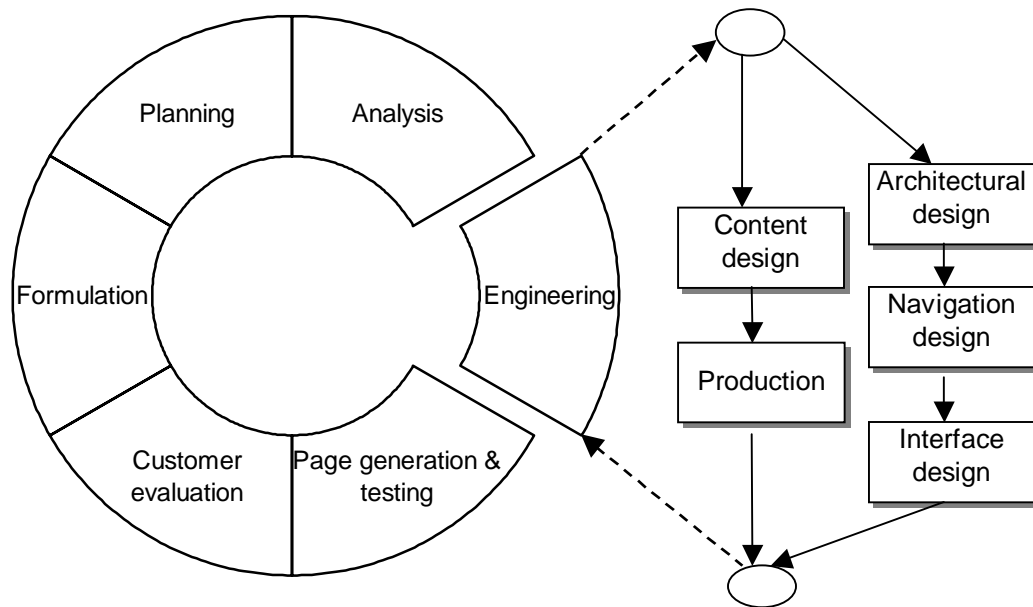 Planning
Analysis
Formulation
Engineering
Customer
evaluation
Page generation &
testing
Content
design
Production
Architectural
design
Navigation
design
Interface
design